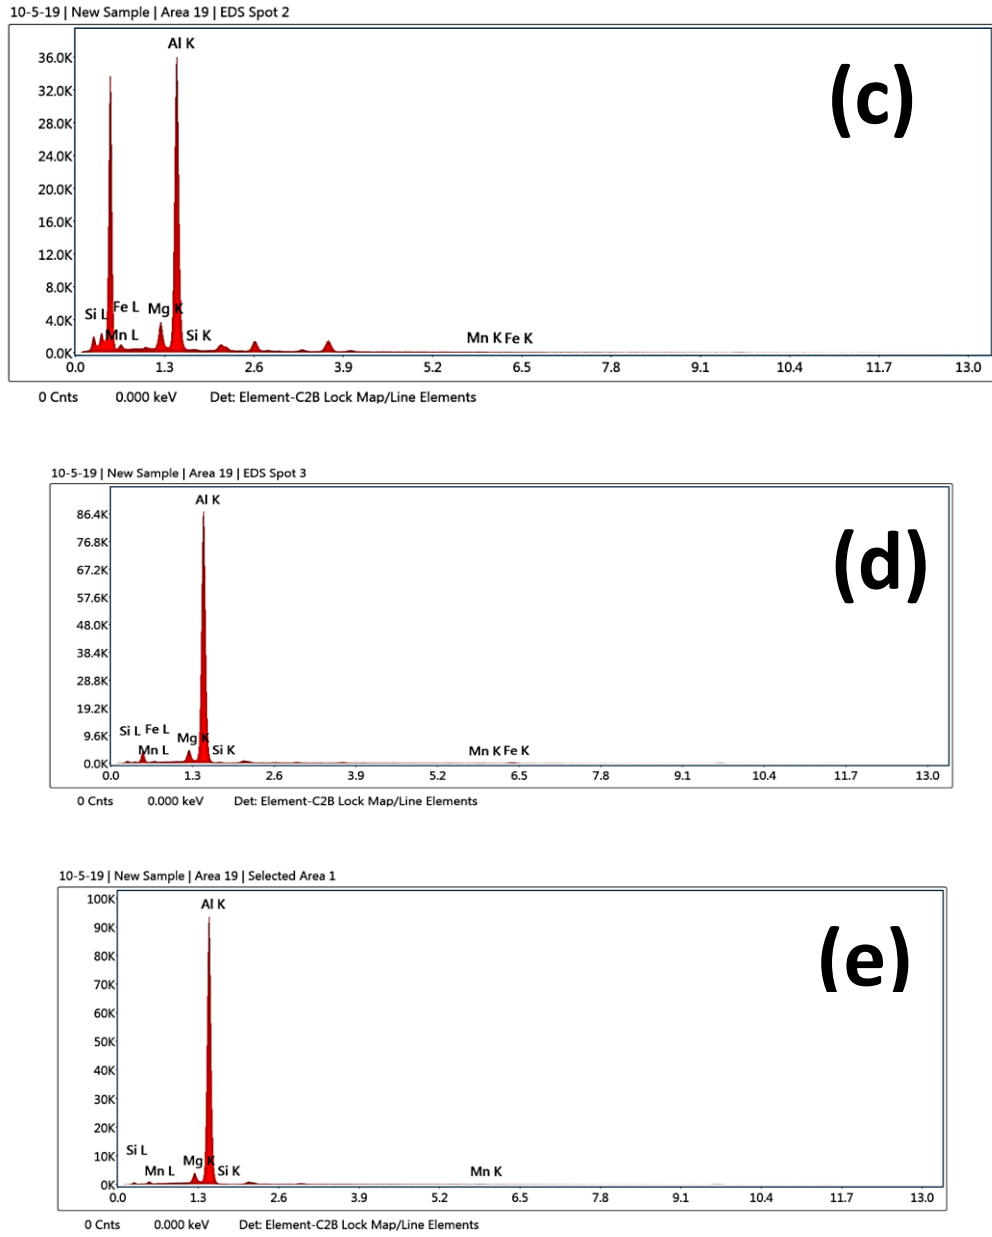 10-5-19 | New Sample | Area 19 | EDS Spot 2
Al K
(c)
36.0K
32.0K
28.0K
24.0K
20.0K
16.0K
12.0K
8.0K
4.0K
0.0K
Si L Fe L Mg K
Mn L Si K Mn K Fe K
0.0 1.3 2.6 3.9 5.2 6.5 7.8 9.1 10.4 11.7 13.0
0 Cnts 0.000 keV Det: Element-C2B Lock Map/Line Elements
10-5-19 | New Sample | Area 19 | EDS Spot 3
Al K
(d)
86.4K
76.8K
67.2K
57.6K
48.0K
38.4K
28.8K
19.2K
9.6K
0.0K
Si L Fe L Mg K
Mn L Si K Mn K Fe K
0.0 1.3 2.6 3.9 5.2 6.5 7.8 9.1 10.4 11.7 13.0
0 Cnts 0.000 keV Det: Element-C2B Lock Map/Line Elements
10-5-19 | New Sample | Area 19 | Selected Area 1
Al K
(e)
100K
90K
80K
70K
60K
50K
40K
30K
20K
10K
0K
Si L Mg K
Mn L Si K Mn K
0.0 1.3 2.6 3.9 5.2 6.5 7.8 9.1 10.4 11.7 13.0
0 Cnts 0.000 keV Det: Element-C2B Lock Map/Line Elements